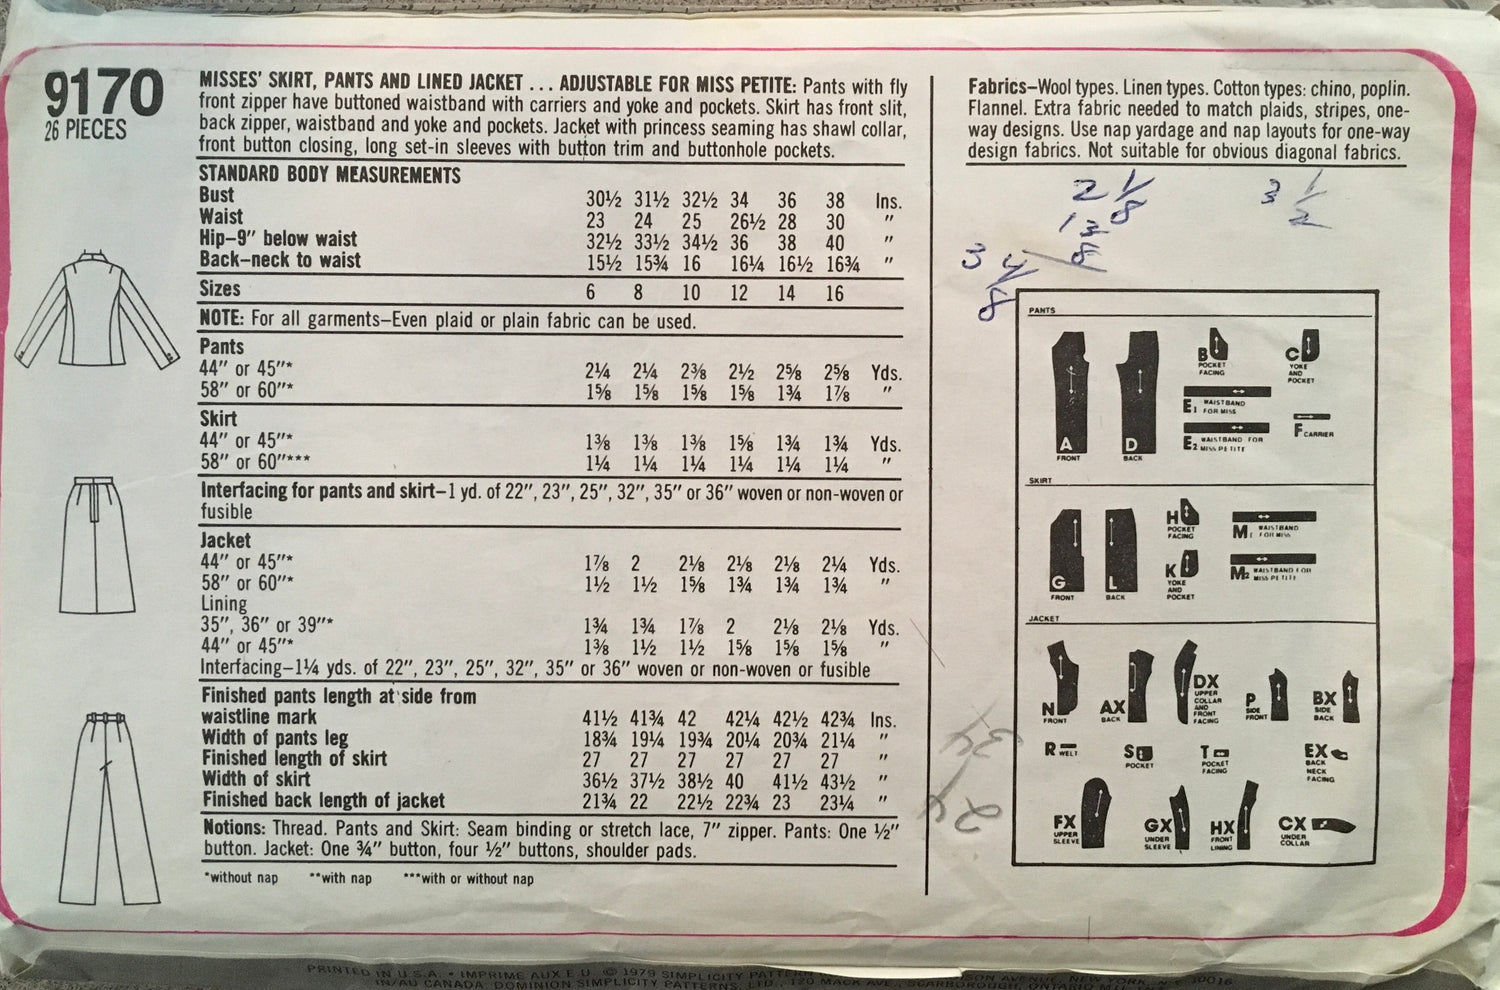 9170
26 PIECES
MISSES' SKIRT, PANTS AND LINED JACKET ... ADJUSTABLE FOR MISS PETITE: Pants with fly
front zipper have buttoned waistband with carriers and yoke and pockets. Skirt has front slit,
back zipper, waistband and yoke and pockets. Jacket with princess seaming has shawl collar,
front button closing, long set-in sleeves with button trim and buttonhole pockets.
STANDARD BODY MEASUREMENTS
Bust 30½ 31½ 32½ 34 36 38 Ins.
Waist 23 24 25 26½ 28 30 "
Hip–9" below waist 32½ 33½ 34½ 36 38 40 "
Back–neck to waist 15½ 15¾ 16 16¼ 16½ 16¾ "
Sizes 6 8 10 12 14 16
NOTE: For all garments–Even plaid or plain fabric can be used.
Pants
44" or 45"* 2¼ 2¼ 2⅜ 2½ 2⅝ 2⅝ Yds.
58" or 60"* 1⅝ 1⅝ 1⅝ 1⅝ 1¾ 1⅞ "
Skirt
44" or 45"* 1⅜ 1⅜ 1⅜ 1⅝ 1¾ 1¾ Yds.
58" or 60"*** 1¼ 1¼ 1¼ 1¼ 1¼ 1¼ "
Interfacing for pants and skirt–1 yd. of 22", 23", 25", 32", 35" or 36" woven or non-woven or
fusible
Jacket
44" or 45"* 1⅞ 2 2⅛ 2⅛ 2⅛ 2¼ Yds.
58" or 60"* 1½ 1½ 1⅝ 1¾ 1¾ 1¾ "
Lining
35", 36" or 39"* 1¾ 1¾ 1⅞ 2 2⅛ 2⅛ Yds.
44" or 45"* 1⅜ 1½ 1½ 1⅝ 1⅝ 1⅝ "
Interfacing–1¼ yds. of 22", 23", 25", 32", 35" or 36" woven or non-woven or fusible
Finished pants length at side from
waistline mark 41½ 41¾ 42 42¼ 42½ 42¾ Ins.
Width of pants leg 18¾ 19¼ 19¾ 20¼ 20¾ 21¼ "
Finished length of skirt 27 27 27 27 27 27 "
Width of skirt 36½ 37½ 38½ 40 41½ 43½ "
Finished back length of jacket 21¾ 22 22½ 22¾ 23 23¼ "
Notions: Thread. Pants and Skirt: Seam binding or stretch lace, 7" zipper. Pants: One ½"
button. Jacket: One ¾" button, four ½" buttons, shoulder pads.
*without nap **with nap ***with or without nap
Fabrics–Wool types. Linen types. Cotton types: chino, poplin.
Flannel. Extra fabric needed to match plaids, stripes, one-
way designs. Use nap yardage and nap layouts for one-way
design fabrics. Not suitable for obvious diagonal fabrics.
2 1/8
1 3/8
3 4/8
3 1/2
PANTS
A
FRONT
D
BACK
B
POCKET
FACING
C
YOKE
AND
POCKET
E1 WAISTBAND
FOR MISS
E2 WAISTBAND FOR
MISS PETITE
F CARRIER
SKIRT
G
FRONT
L
BACK
H
POCKET
FACING
K
YOKE
AND
POCKET
M1 WAISTBAND
FOR MISS
M2 WAISTBAND FOR
MISS PETITE
JACKET
N
FRONT
AX
BACK
DX
UPPER
COLLAR
AND
FRONT
FACING
P
SIDE
FRONT
BX
SIDE
BACK
R WELT
S
POCKET
T
POCKET
FACING
EX
BACK
NECK
FACING
FX
UPPER
SLEEVE
GX
UNDER
SLEEVE
HX
FRONT
LINING
CX
UNDER
COLLAR
34
24
PRINTED IN U.S.A. • IMPRIME AUX E.U. © 1979 SIMPLICITY PATTERN AVENUE, NEW YORK, N.Y. 10016
IN/AU CANADA: DOMINION SIMPLICITY PATTERNS, LTD., 120 MACK AVE., SCARBOROUGH, ONTARIO